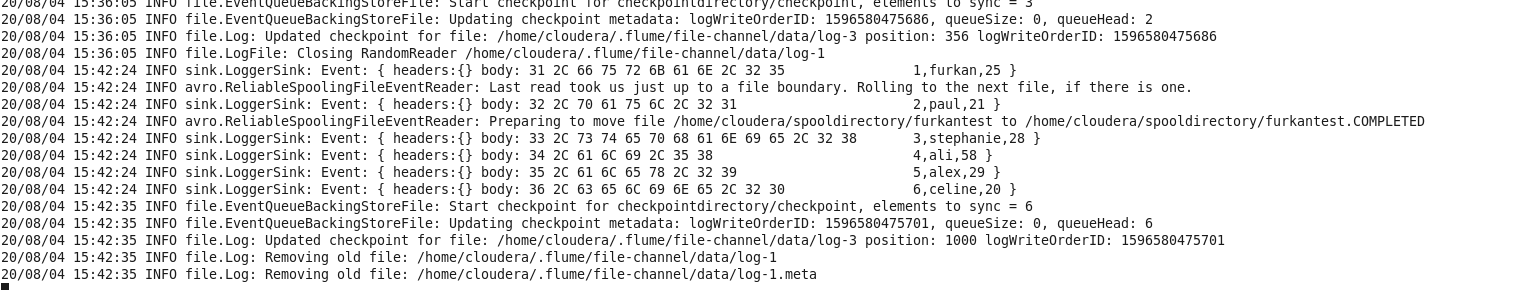 20/08/04 15:36:05 INFO file.EventQueueBackingStoreFile: Start checkpoint for checkpointdirectory/checkpoint, elements to sync = 3
20/08/04 15:36:05 INFO file.EventQueueBackingStoreFile: Updating checkpoint metadata: logWriteOrderID: 1596580475686, queueSize: 0, queueHead: 2
20/08/04 15:36:05 INFO file.Log: Updated checkpoint for file: /home/cloudera/.flume/file-channel/data/log-3 position: 356 logWriteOrderID: 1596580475686
20/08/04 15:36:05 INFO file.LogFile: Closing RandomReader /home/cloudera/.flume/file-channel/data/log-1
20/08/04 15:42:24 INFO sink.LoggerSink: Event: { headers:{} body: 31 2C 66 75 72 6B 61 6E 2C 32 35                1,furkan,25 }
20/08/04 15:42:24 INFO avro.ReliableSpoolingFileEventReader: Last read took us just up to a file boundary. Rolling to the next file, if there is one.
20/08/04 15:42:24 INFO sink.LoggerSink: Event: { headers:{} body: 32 2C 70 61 75 6C 2C 32 31                      2,paul,21 }
20/08/04 15:42:24 INFO avro.ReliableSpoolingFileEventReader: Preparing to move file /home/cloudera/spooldirectory/furkantest to /home/cloudera/spooldirectory/furkantest.COMPLETED
20/08/04 15:42:24 INFO sink.LoggerSink: Event: { headers:{} body: 33 2C 73 74 65 70 68 61 6E 69 65 2C 32 38       3,stephanie,28 }
20/08/04 15:42:24 INFO sink.LoggerSink: Event: { headers:{} body: 34 2C 61 6C 69 2C 35 38                         4,ali,58 }
20/08/04 15:42:24 INFO sink.LoggerSink: Event: { headers:{} body: 35 2C 61 6C 65 78 2C 32 39                      5,alex,29 }
20/08/04 15:42:24 INFO sink.LoggerSink: Event: { headers:{} body: 36 2C 63 65 6C 69 6E 65 2C 32 30                6,celine,20 }
20/08/04 15:42:35 INFO file.EventQueueBackingStoreFile: Start checkpoint for checkpointdirectory/checkpoint, elements to sync = 6
20/08/04 15:42:35 INFO file.EventQueueBackingStoreFile: Updating checkpoint metadata: logWriteOrderID: 1596580475701, queueSize: 0, queueHead: 6
20/08/04 15:42:35 INFO file.Log: Updated checkpoint for file: /home/cloudera/.flume/file-channel/data/log-3 position: 1000 logWriteOrderID: 1596580475701
20/08/04 15:42:35 INFO file.Log: Removing old file: /home/cloudera/.flume/file-channel/data/log-1
20/08/04 15:42:35 INFO file.Log: Removing old file: /home/cloudera/.flume/file-channel/data/log-1.meta